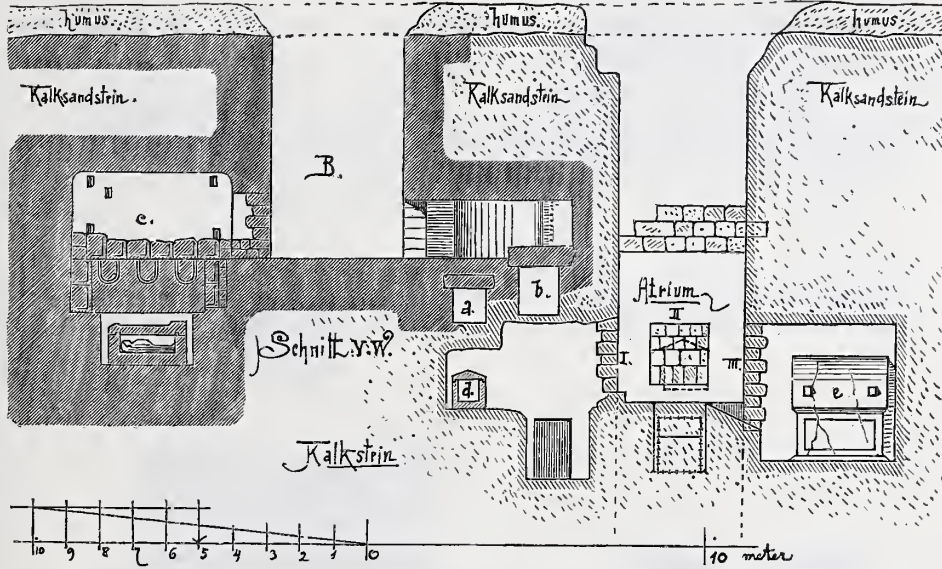 humus.
humus.
humus
Kalksandstein.
Kalksandstein
Kalksandstein
B.
c.
a.
b.
Atrium
II
I.
III.
Schnitt. V. W.
d.
e
Kalkstein
10 9 8 7 6 5 4 3 2 1 0 10 meter